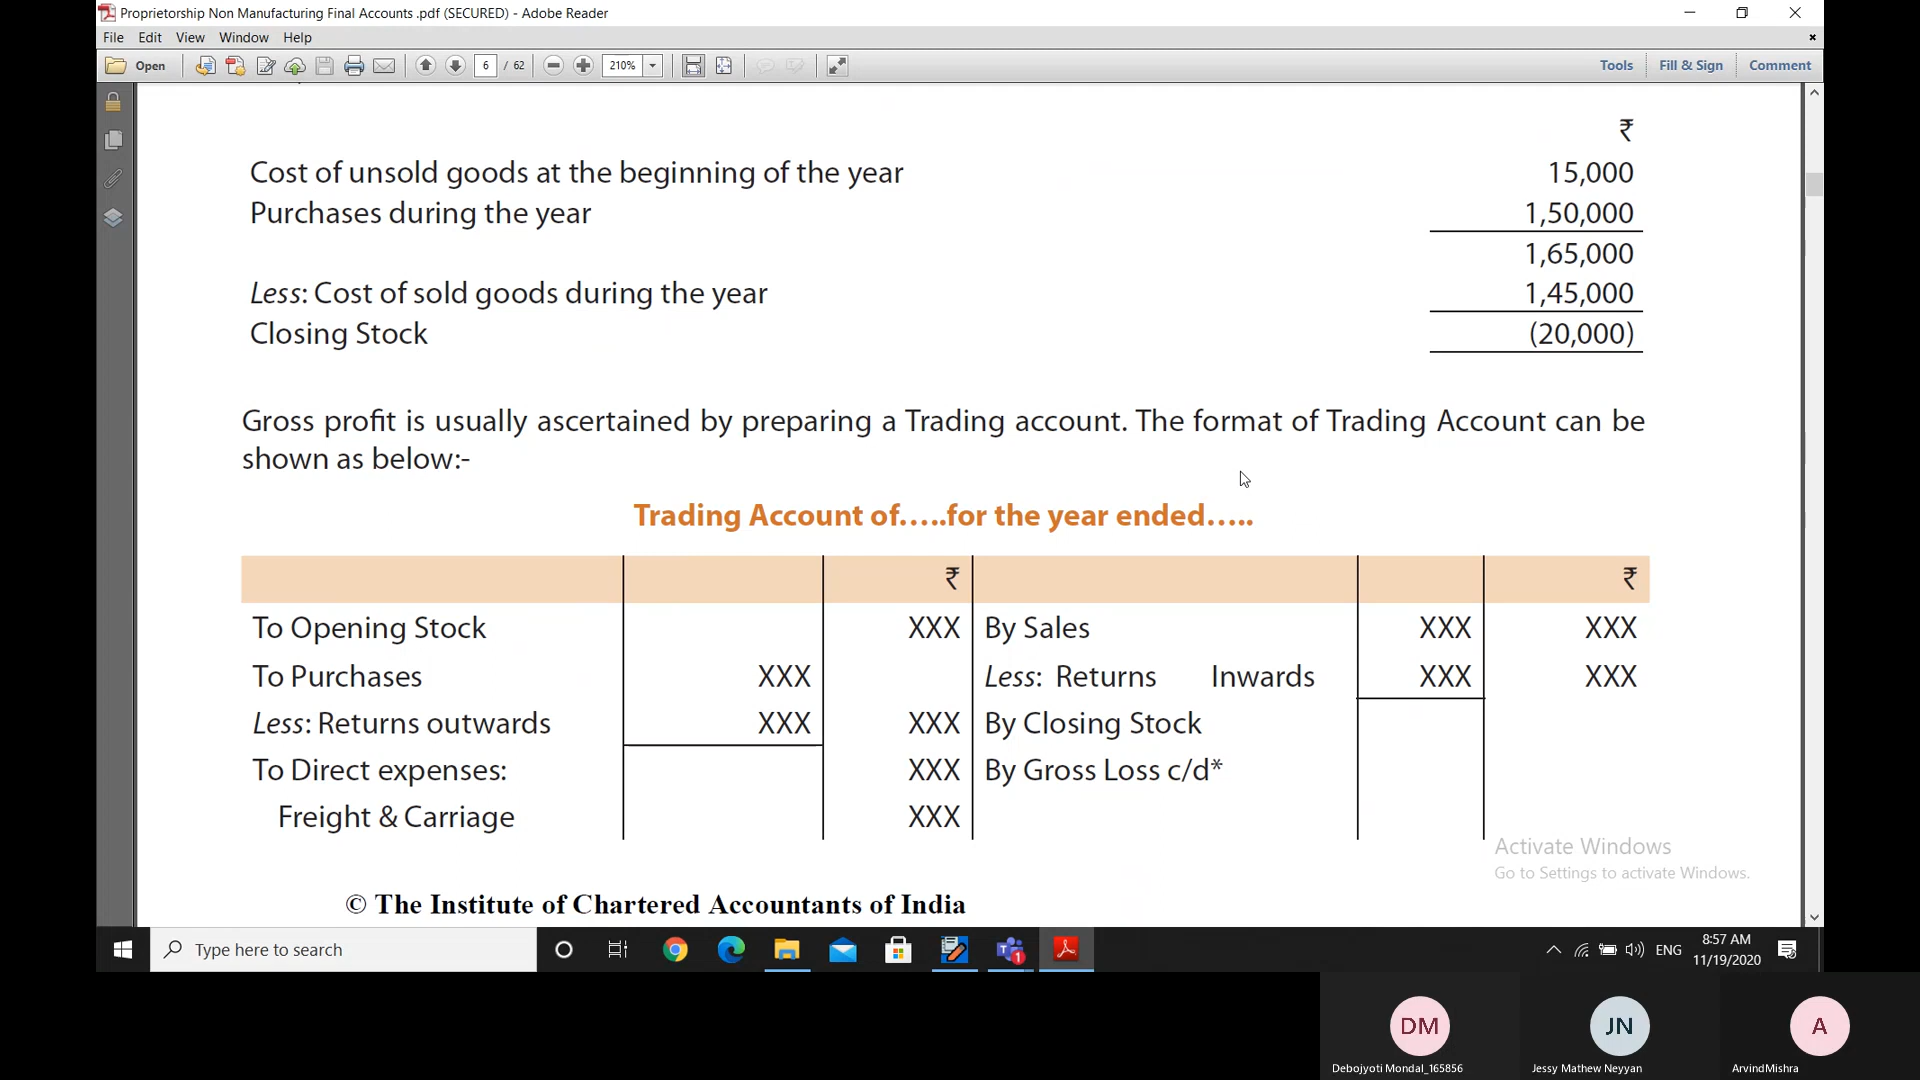 Proprietorship Non Manufacturing Final Accounts .pdf (SECURED) - Adobe Reader
File Edit View Window Help
Open 6 / 62 210% Tools Fill & Sign Comment
₹
Cost of unsold goods at the beginning of the year 15,000
Purchases during the year 1,50,000
1,65,000
Less: Cost of sold goods during the year 1,45,000
Closing Stock (20,000)
Gross profit is usually ascertained by preparing a Trading account. The format of Trading Account can be
shown as below:-
Trading Account of.....for the year ended.....
₹ ₹
To Opening Stock XXX By Sales XXX XXX
To Purchases XXX Less: Returns Inwards XXX XXX
Less: Returns outwards XXX XXX By Closing Stock
To Direct expenses: XXX By Gross Loss c/d*
Freight & Carriage XXX
Activate Windows
Go to Settings to activate Windows.
© The Institute of Chartered Accountants of India
Type here to search 1 ENG 8:57 AM
11/19/2020
DM JN A
Debojyoti Mondal_165856 Jessy Mathew Neyyan ArvindMishra